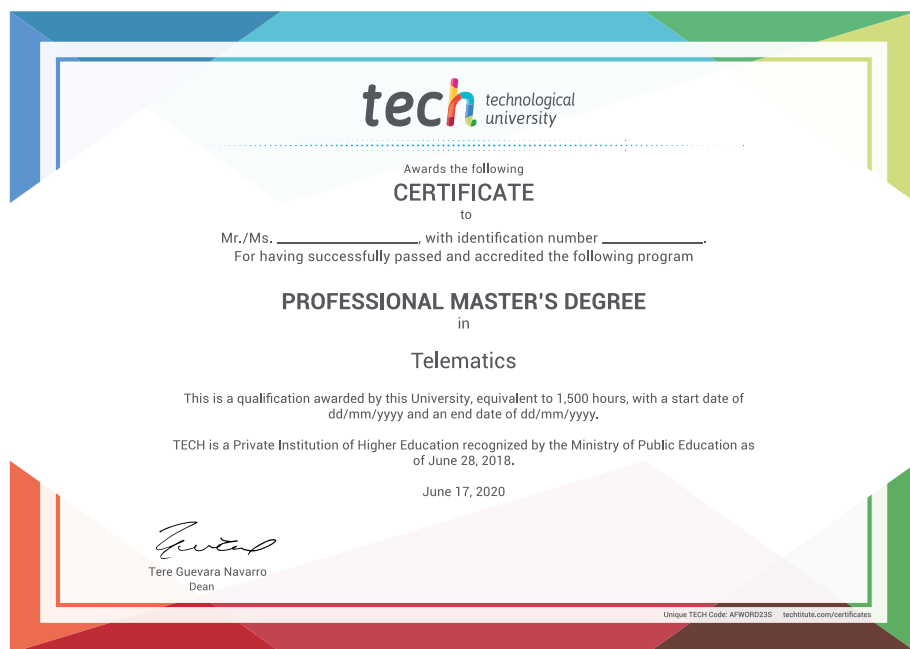 tech technological
university
Awards the following
CERTIFICATE
to
Mr./Ms. ____________________, with identification number ______________.
For having successfully passed and accredited the following program
PROFESSIONAL MASTER'S DEGREE
in
Telematics
This is a qualification awarded by this University, equivalent to 1,500 hours, with a start date of
dd/mm/yyyy and an end date of dd/mm/yyyy.
TECH is a Private Institution of Higher Education recognized by the Ministry of Public Education as
of June 28, 2018.
June 17, 2020
Tere Guevara Navarro
Dean
Unique TECH Code: AFWORD23S techtitute.com/certificates